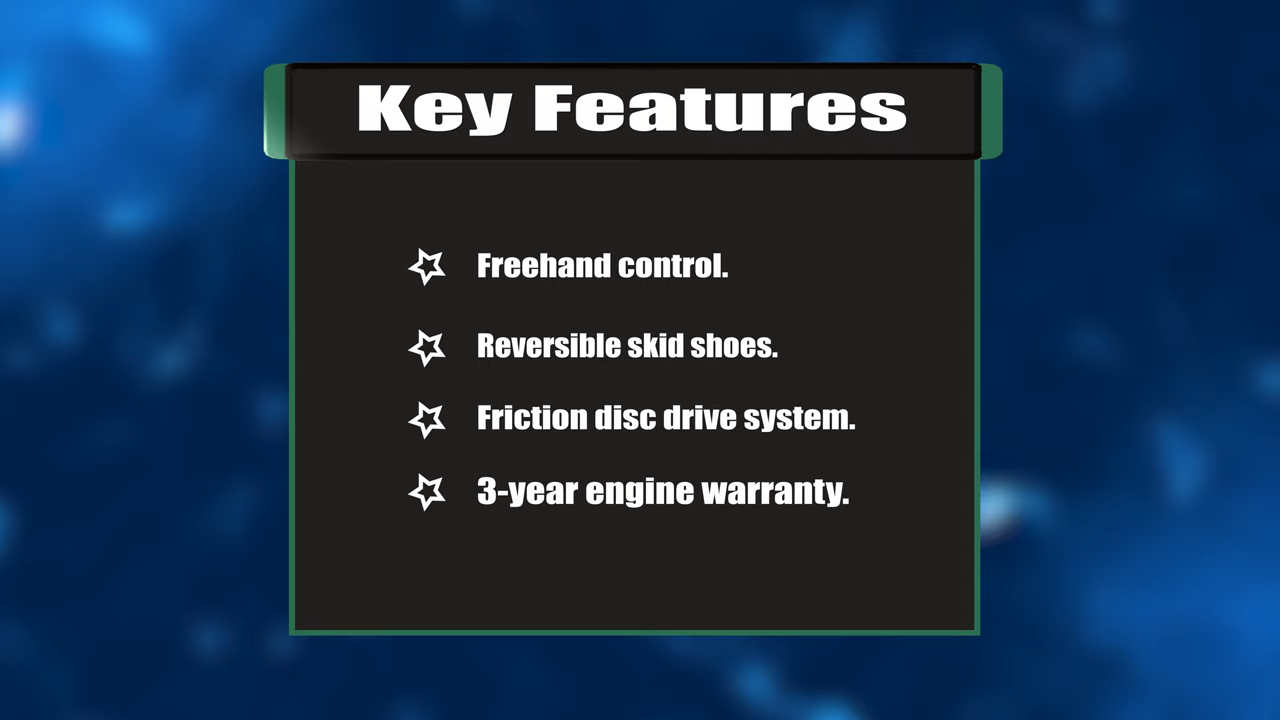 Key Features
Freehand control.
Reversible skid shoes.
Friction disc drive system.
3-year engine warranty.